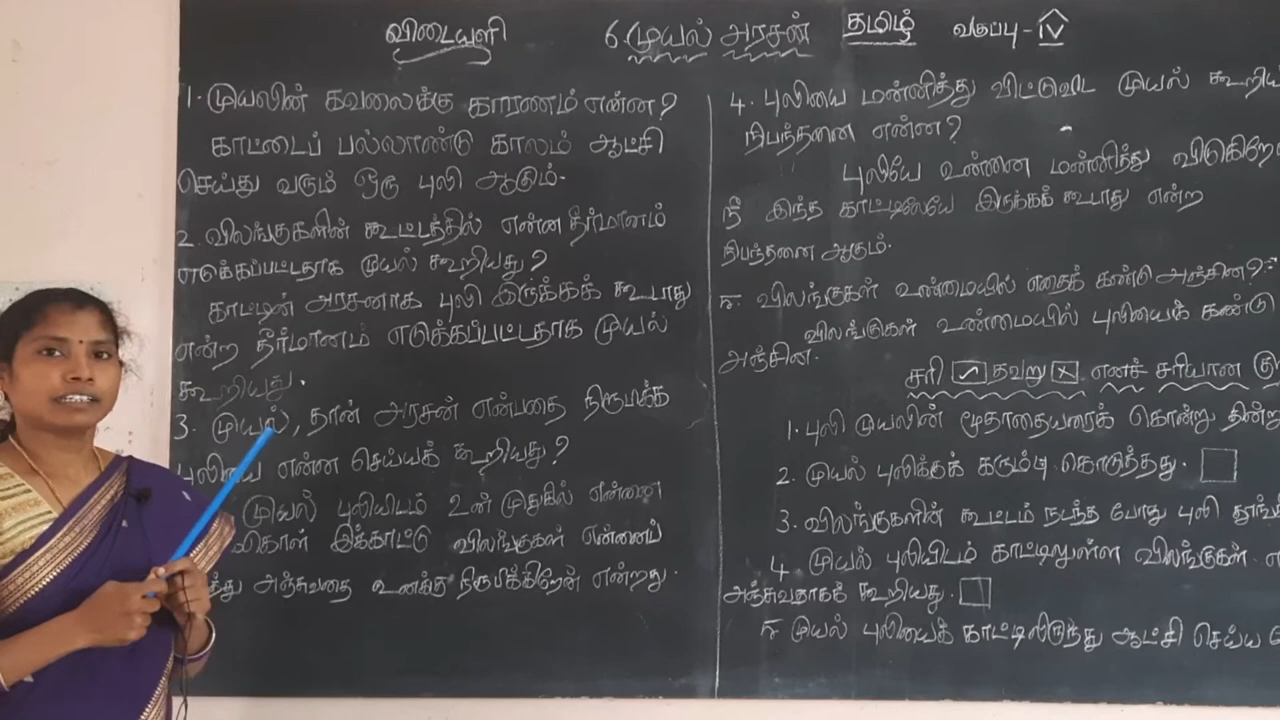 விடையளி
6. முயல் அரசன்
தமிழ்
வகுப்பு - IV
1. முயலின் கவலைக்கு காரணம் என்ன?
காட்டைப் பல்லாண்டு காலம் ஆட்சி
செய்து வரும் ஒரு புலி ஆகும்.
2. விலங்குகளின் கூட்டத்தில் என்ன தீர்மானம்
எடுக்கப்பட்டதாக முயல் கூறியது?
காட்டின் அரசனாக புலி இருக்கக் கூடாது
என்ற தீர்மானம் எடுக்கப்பட்டதாக முயல்
கூறியது.
3. முயல், தான் அரசன் என்பதை நிரூபிக்க
புலியை என்ன செய்யக் கூறியது?
முயல் புலியிடம் உன் முதுகில் என்னை
இக்காட்டு விலங்குகள் என்னைப்
அஞ்சுவதை உனக்கு நிருபிக்கிறேன் என்றது.
4. புலியை மன்னித்து விட்டுவிட முயல்
நிபந்தனை என்ன?
புலியே உன்னை மன்னித்து
நீ இந்த காட்டிலேயே இருக்கக் கூடாது என்ற
நிபந்தனை ஆகும்.
ரு. விலங்குகள் உண்மையில் எதைக் கண்டு அஞ்சின?
விலங்குகள் உண்மையில் புலியைக் கண்டு
அஞ்சின.
சரி ✓ தவறு × எனச் சரியான
1. புலி முயலின் மூதாதையரைக் கொன்று
2. முயல் புலிக்குக் கரும்பு கொடுத்தது.
3. விலங்குகளின் கூட்டம் நடந்த போது புலி
4 முயல் புலியிடம் காட்டிலுள்ள விலங்குகள்
அஞ்சுவதாகக் கூறியது.
ரு முயல் புலியைக் காட்டிலிருந்து ஆட்சி செய்ய